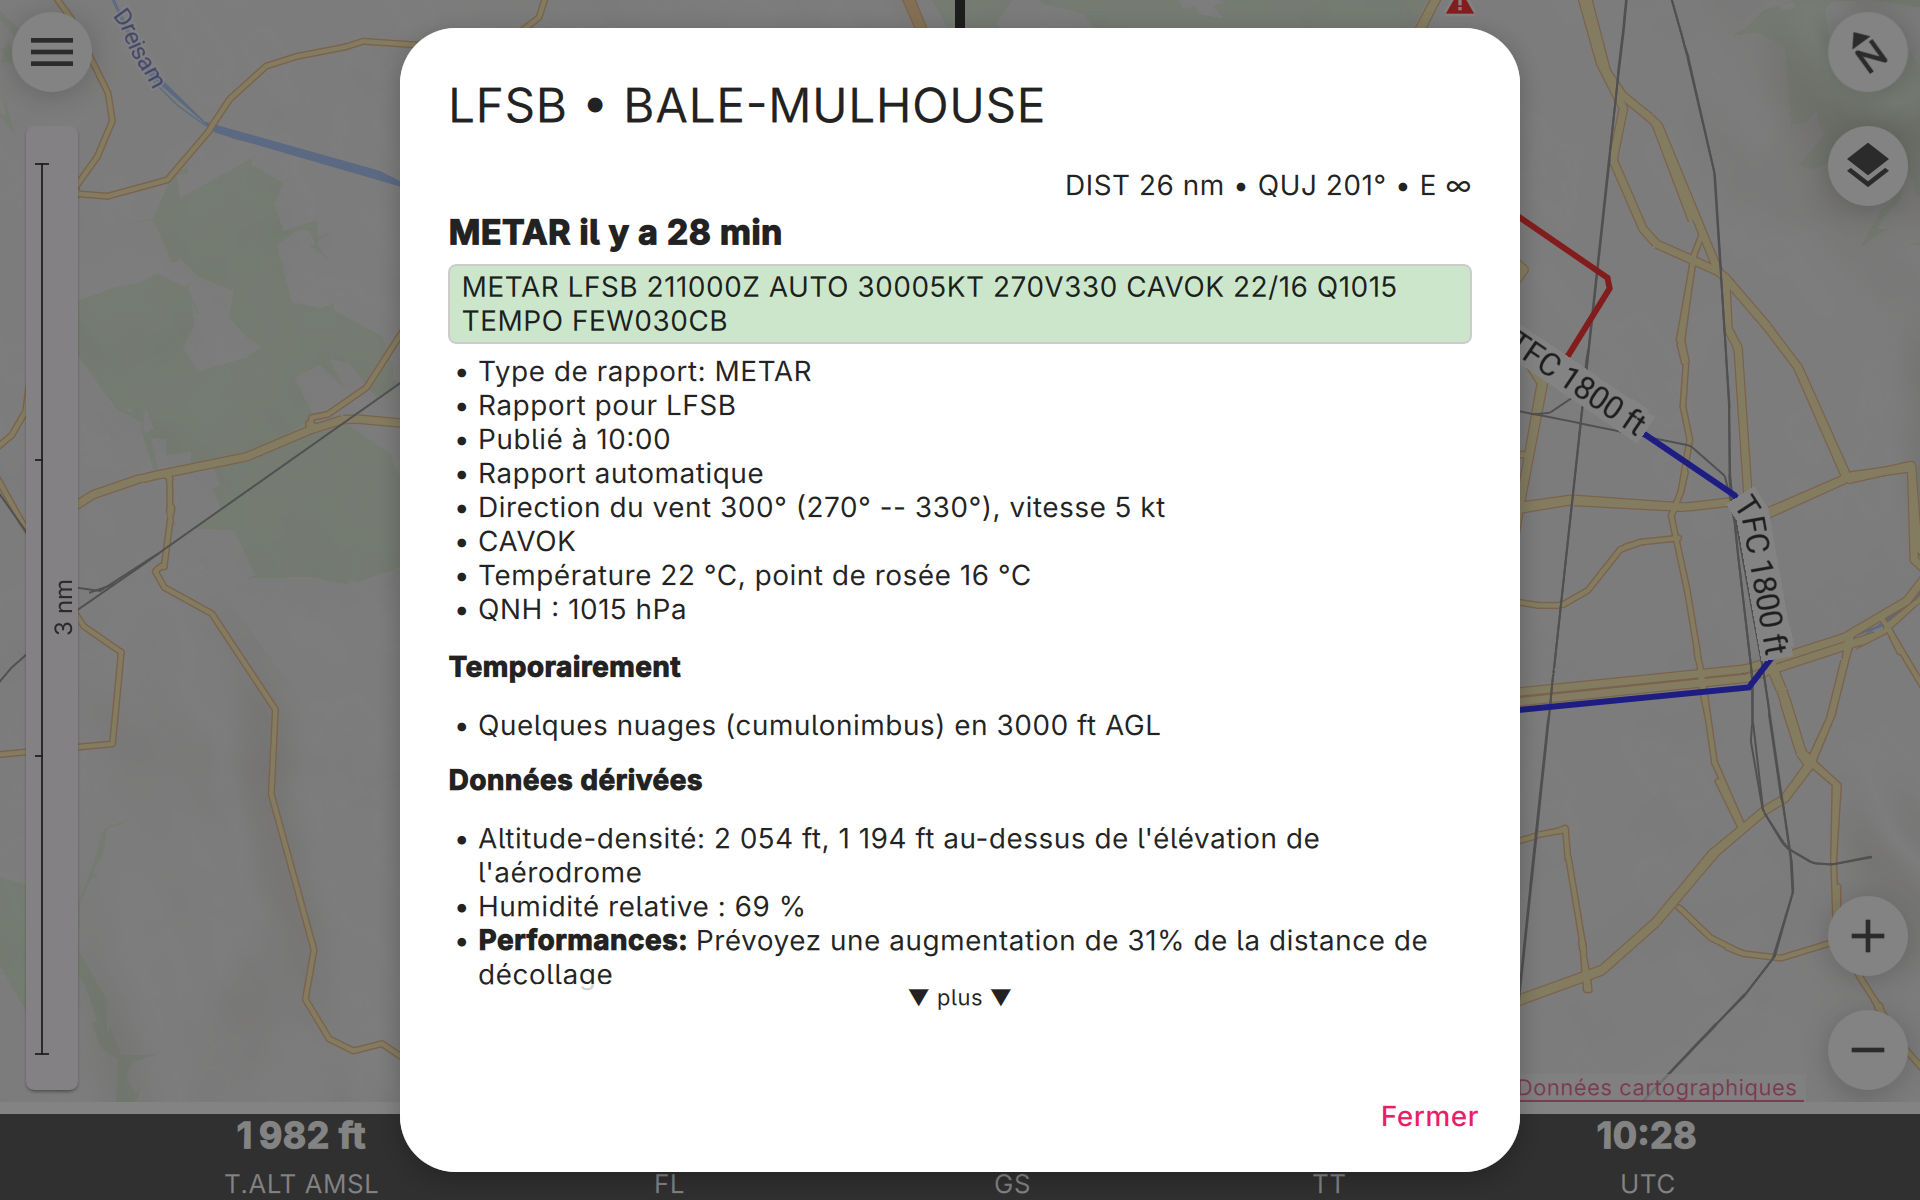 Dreisam
LFSB • BALE-MULHOUSE
DIST 26 nm • QUJ 201° • E ∞
METAR il y a 28 min
METAR LFSB 211000Z AUTO 30005KT 270V330 CAVOK 22/16 Q1015
TEMPO FEW030CB
• Type de rapport: METAR
• Rapport pour LFSB
• Publié à 10:00
• Rapport automatique
• Direction du vent 300° (270° -- 330°), vitesse 5 kt
• CAVOK
• Température 22 °C, point de rosée 16 °C
• QNH : 1015 hPa
Temporairement
• Quelques nuages (cumulonimbus) en 3000 ft AGL
Données dérivées
• Altitude-densité: 2 054 ft, 1 194 ft au-dessus de l'élévation de
l'aérodrome
• Humidité relative : 69 %
• Performances: Prévoyez une augmentation de 31% de la distance de
décollage
▼ plus ▼
Fermer
N
3 nm
TFC 1800 ft
TFC 1800 ft
Données cartographiques
1 982 ft
T.ALT AMSL
FL
GS
TT
10:28
UTC